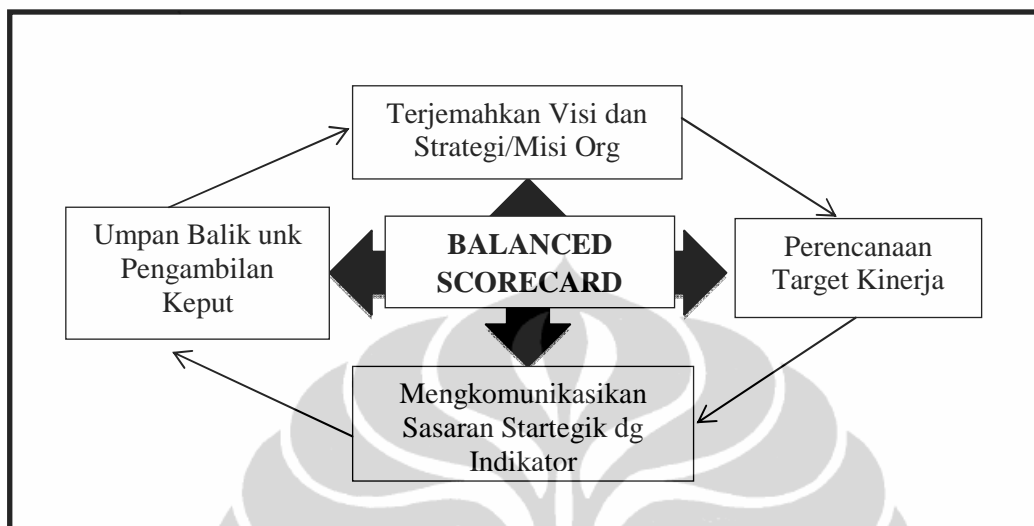 Terjemahkan Visi dan
Strategi/Misi Org
Umpan Balik unk
Pengambilan
Keput
BALANCED
SCORECARD
Perencanaan
Target Kinerja
Mengkomunikasikan
Sasaran Startegik dg
Indikator